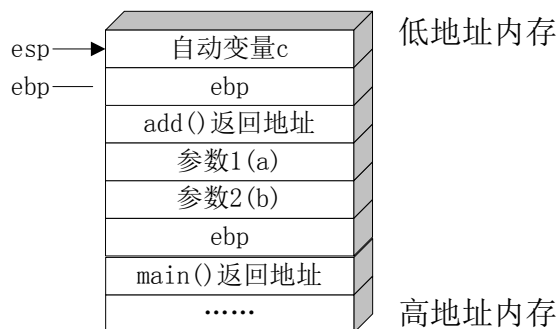 低地址内存
esp
自动变量c
ebp
ebp
add()返回地址
参数1(a)
参数2(b)
ebp
main()返回地址
……
高地址内存